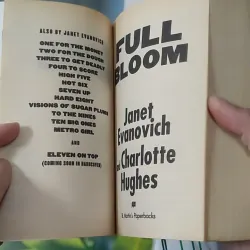 ALSO BY JANET EVANOVICH
ONE FOR THE MONEY
TWO FOR THE DOUGH
THREE TO GET DEADLY
FOUR TO SCORE
HIGH FIVE
HOT SIX
SEVEN UP
HARD EIGHT
VISIONS OF SUGAR PLUMS
TO THE NINES
TEN BIG ONES
METRO GIRL
AND
ELEVEN ON TOP
(COMING SOON IN HARDCOVER)
FULL
BLOOM
Janet
Evanovich
Charlotte
Hughes
St. Martin's Paperbacks